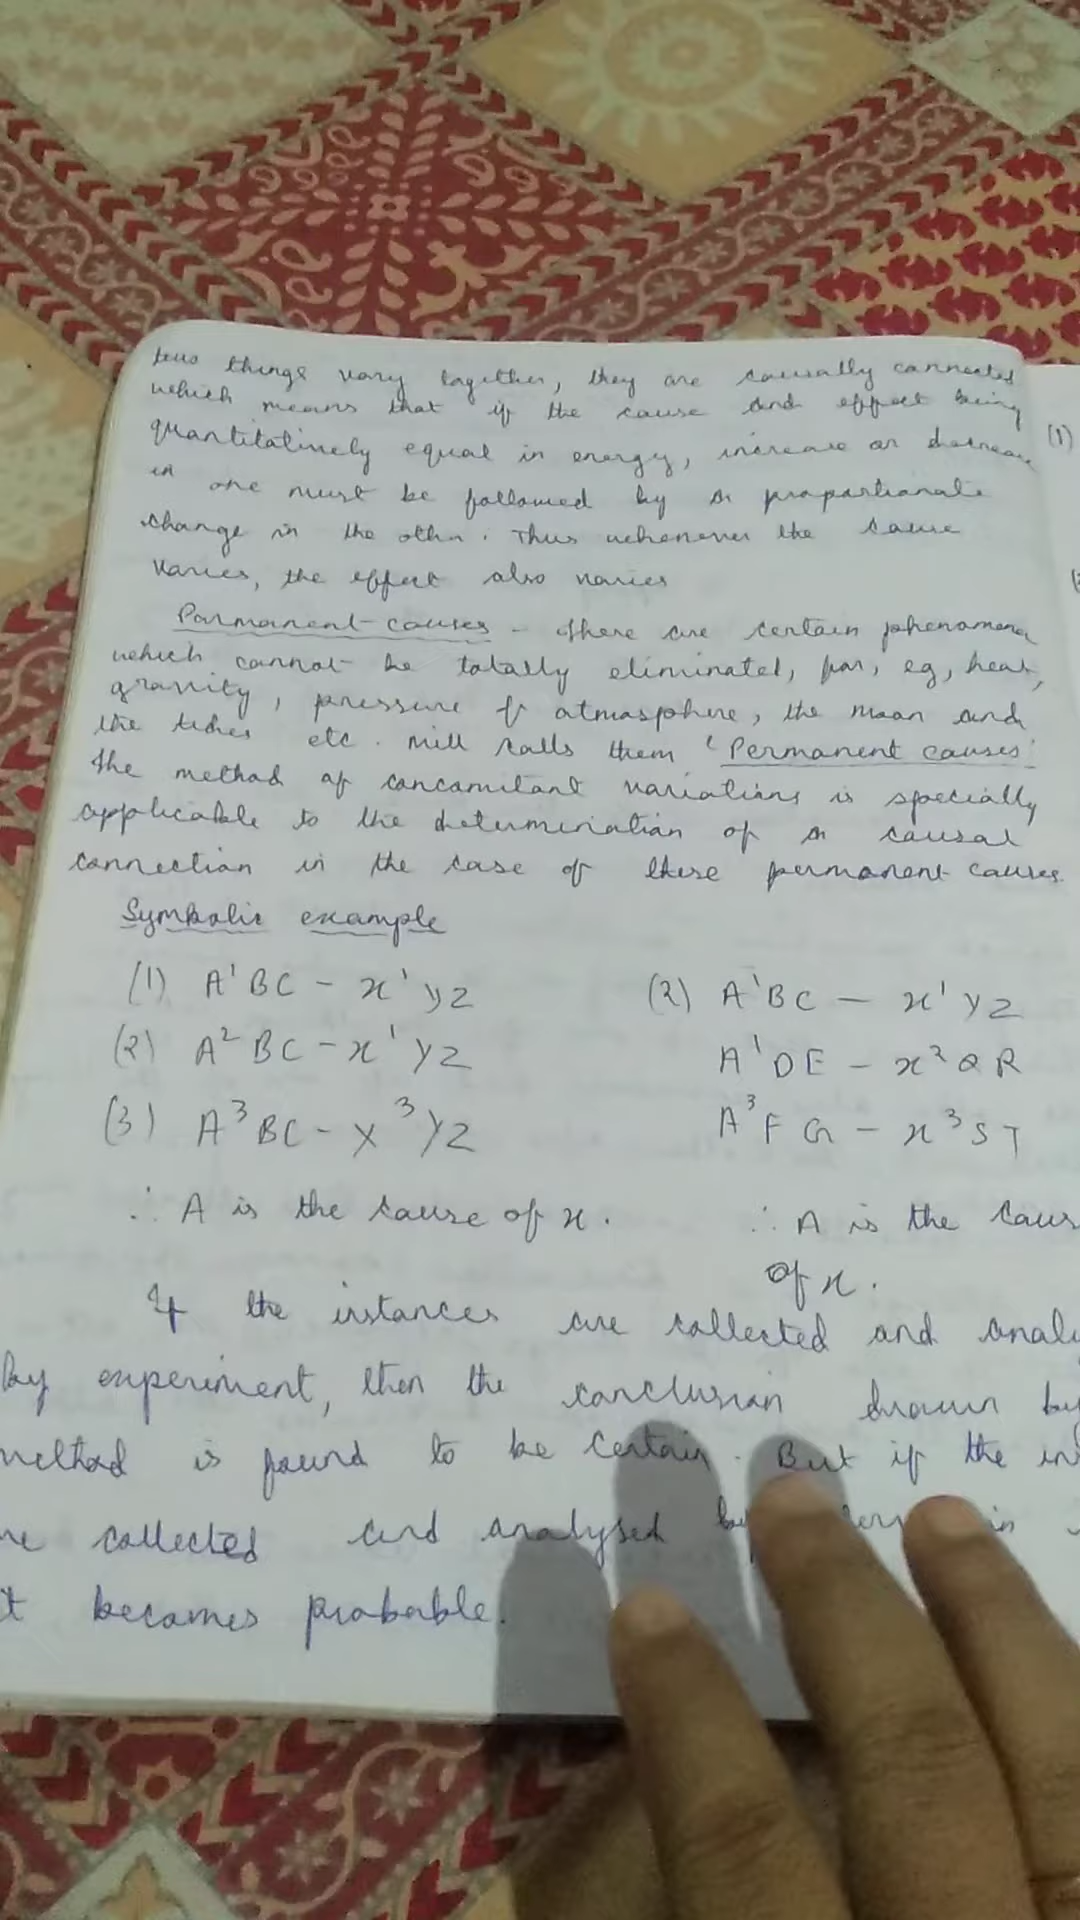 two things vary together, they are causally connected
which means that if the cause and effect being
quantitatively equal in energy, increase or decrease
in one must be followed by a proportionate
change in the other. Thus whenever the cause
varies, the effect also varies
Parmanent causes - There are certain phenomena
which cannot be totally eliminated, for, eg, heat,
gravity, pressure of atmosphere, the moon and
the tides etc. Mill calls them 'Permanent causes'
The method of concomitant variations is specially
applicable to the determination of a causal
connection in the case of these permanent causes.
Symbolic example
(1) A¹BC - x¹yz (2) A¹BC - x¹yz
(2) A²BC - x¹yz A¹DE - x²QR
(3) A³BC - x³yz A³FG - x³ST
∴ A is the cause of x. ∴ A is the caus
of x.
If the instances are collected and analy
by experiment, then the conclusion drawn by
method is found to be certain. But if the in
collected and analysed in
t becomes probable.
(1)